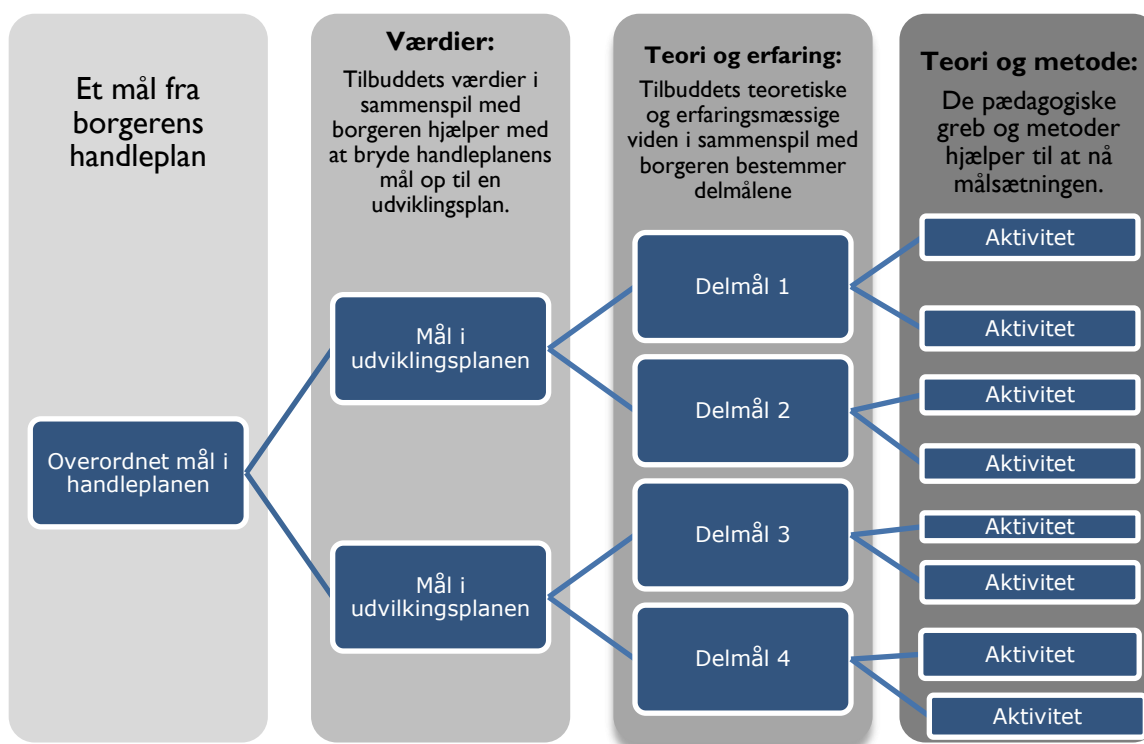 Et mål fra
borgerens
handleplan
Overordnet mål i
handleplanen
Værdier:
Tilbuddets værdier i
sammenspil med
borgeren hjælper med
at bryde handleplanens
mål op til en
udviklingsplan.
Mål i
udviklingsplanen
Mål i
udvilkingsplanen
Teori og erfaring:
Tilbuddets teoretiske
og erfaringsmæssige
viden i sammenspil med
borgeren bestemmer
delmålene
Delmål 1
Delmål 2
Delmål 3
Delmål 4
Teori og metode:
De pædagogiske
greb og metoder
hjælper til at nå
målsætningen.
Aktivitet
Aktivitet
Aktivitet
Aktivitet
Aktivitet
Aktivitet
Aktivitet
Aktivitet